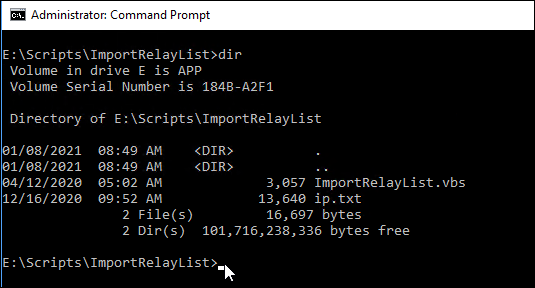 Administrator: Command Prompt
E:\Scripts\ImportRelayList>dir
 Volume in drive E is APP
 Volume Serial Number is 184B-A2F1
 Directory of E:\Scripts\ImportRelayList
01/08/2021  08:49 AM    <DIR>          .
01/08/2021  08:49 AM    <DIR>          ..
04/12/2020  05:02 AM             3,057 ImportRelayList.vbs
12/16/2020  09:52 AM            13,640 ip.txt
               2 File(s)         16,697 bytes
               2 Dir(s)  101,716,238,336 bytes free
E:\Scripts\ImportRelayList>